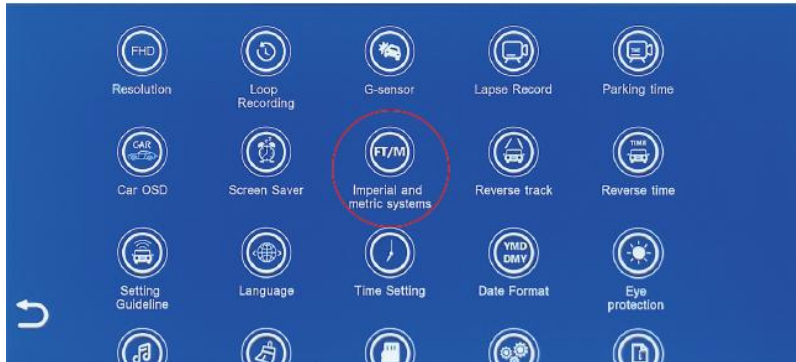 FHD
Resolution
Loop
Recording
G-sensor
Lapse Record
Parking time
CAR
Car OSD
Screen Saver
FT/M
Imperial and
metric systems
Reverse track
TIME
Reverse time
Setting
Guideline
Language
Time Setting
YMD
DMY
Date Format
Eye
protection